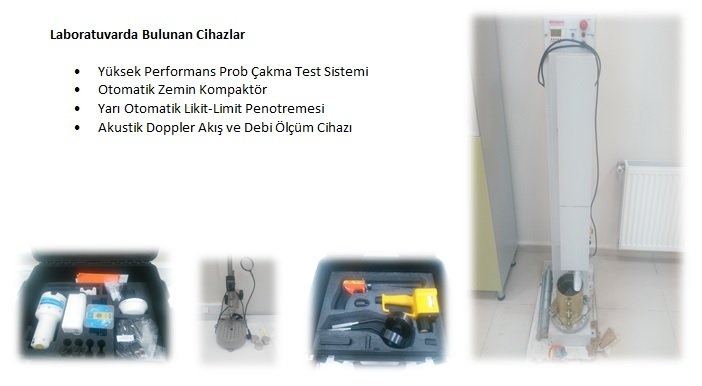 Laboratuvarda Bulunan Cihazlar
• Yüksek Performans Prob Çakma Test Sistemi
• Otomatik Zemin Kompaktör
• Yarı Otomatik Likit-Limit Penotremesi
• Akustik Doppler Akış ve Debi Ölçüm Cihazı